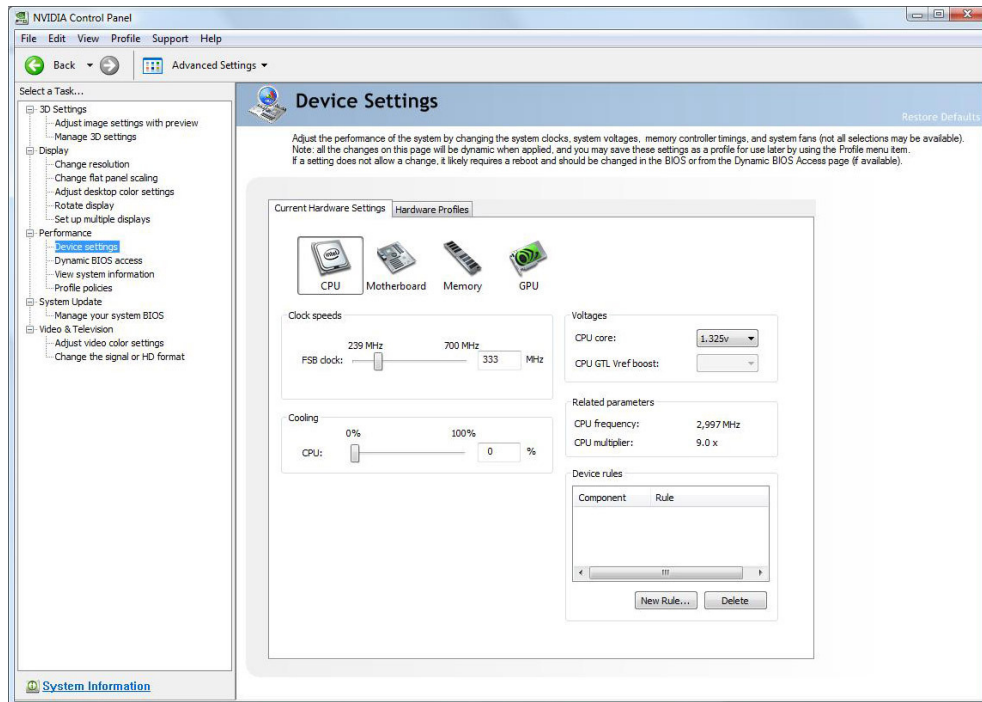 NVIDIA Control Panel
File Edit View Profile Support Help
Back Advanced Settings
Select a Task...
3D Settings
Adjust image settings with preview
Manage 3D settings
Display
Change resolution
Change flat panel scaling
Adjust desktop color settings
Rotate display
Set up multiple displays
Performance
Device settings
Dynamic BIOS access
View system information
Profile policies
System Update
Manage your system BIOS
Video & Television
Adjust video color settings
Change the signal or HD format
System Information
Device Settings
Restore Defaults
Adjust the performance of the system by changing the system clocks, system voltages, memory controller timings, and system fans (not all selections may be available).
Note: all the changes on this page will be dynamic when applied, and you may save these settings as a profile for use later by using the Profile menu item.
If a setting does not allow a change, it likely requires a reboot and should be changed in the BIOS or from the Dynamic BIOS Access page (if available).
Current Hardware Settings Hardware Profiles
intel
CPU Motherboard Memory GPU
Clock speeds
239 MHz 700 MHz
FSB clock: 333 MHz
Cooling
0% 100%
CPU: 0 %
Voltages
CPU core: 1.325v
CPU GTL Vref boost:
Related parameters
CPU frequency: 2,997 MHz
CPU multiplier: 9.0 x
Device rules
Component Rule
New Rule... Delete